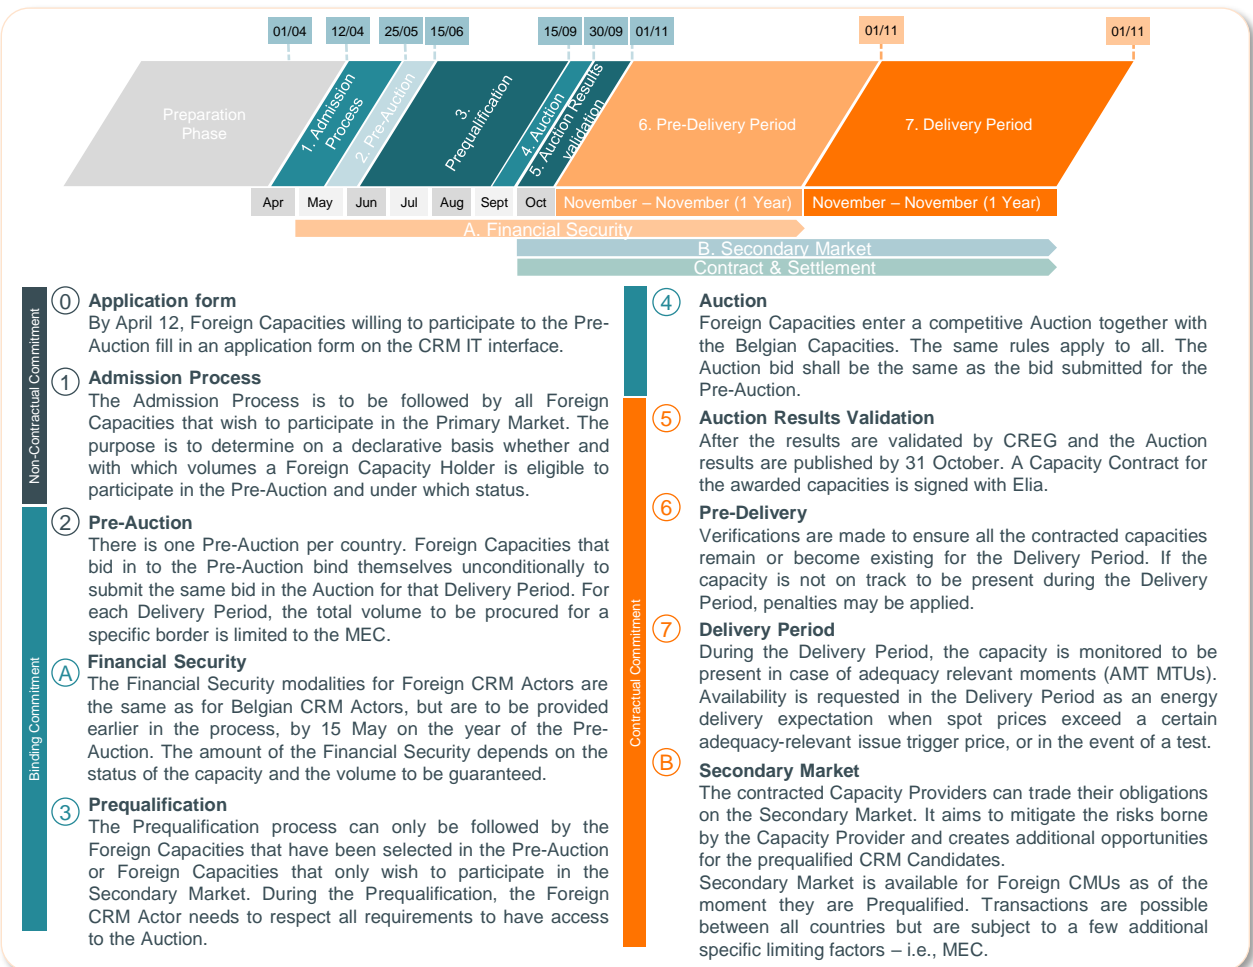 01/04
12/04
25/05
15/06
15/09
30/09
01/11
01/11
01/11
Preparation
Phase
1. Admission
Process
2. Pre-Auction
3.
Prequalification
4. Auction
5. Auction Results
validation
6. Pre-Delivery Period
7. Delivery Period
Apr
May
Jun
Jul
Aug
Sept
Oct
November – November (1 Year)
November – November (1 Year)
A. Financial Security
B. Secondary Market
Contract & Settlement
Non-Contractual Commitment
0
Application form
By April 12, Foreign Capacities willing to participate to the Pre-
Auction fill in an application form on the CRM IT interface.
1
Admission Process
The Admission Process is to be followed by all Foreign
Capacities that wish to participate in the Primary Market. The
purpose is to determine on a declarative basis whether and
with which volumes a Foreign Capacity Holder is eligible to
participate in the Pre-Auction and under which status.
Binding Commitment
2
Pre-Auction
There is one Pre-Auction per country. Foreign Capacities that
bid in to the Pre-Auction bind themselves unconditionally to
submit the same bid in the Auction for that Delivery Period. For
each Delivery Period, the total volume to be procured for a
specific border is limited to the MEC.
A
Financial Security
The Financial Security modalities for Foreign CRM Actors are
the same as for Belgian CRM Actors, but are to be provided
earlier in the process, by 15 May on the year of the Pre-
Auction. The amount of the Financial Security depends on the
status of the capacity and the volume to be guaranteed.
3
Prequalification
The Prequalification process can only be followed by the
Foreign Capacities that have been selected in the Pre-Auction
or Foreign Capacities that only wish to participate in the
Secondary Market. During the Prequalification, the Foreign
CRM Actor needs to respect all requirements to have access
to the Auction.
4
Auction
Foreign Capacities enter a competitive Auction together with
the Belgian Capacities. The same rules apply to all. The
Auction bid shall be the same as the bid submitted for the
Pre-Auction.
Contractual Commitment
5
Auction Results Validation
After the results are validated by CREG and the Auction
results are published by 31 October. A Capacity Contract for
the awarded capacities is signed with Elia.
6
Pre-Delivery
Verifications are made to ensure all the contracted capacities
remain or become existing for the Delivery Period. If the
capacity is not on track to be present during the Delivery
Period, penalties may be applied.
7
Delivery Period
During the Delivery Period, the capacity is monitored to be
present in case of adequacy relevant moments (AMT MTUs).
Availability is requested in the Delivery Period as an energy
delivery expectation when spot prices exceed a certain
adequacy-relevant issue trigger price, or in the event of a test.
B
Secondary Market
The contracted Capacity Providers can trade their obligations
on the Secondary Market. It aims to mitigate the risks borne
by the Capacity Provider and creates additional opportunities
for the prequalified CRM Candidates.
Secondary Market is available for Foreign CMUs as of the
moment they are Prequalified. Transactions are possible
between all countries but are subject to a few additional
specific limiting factors – i.e., MEC.